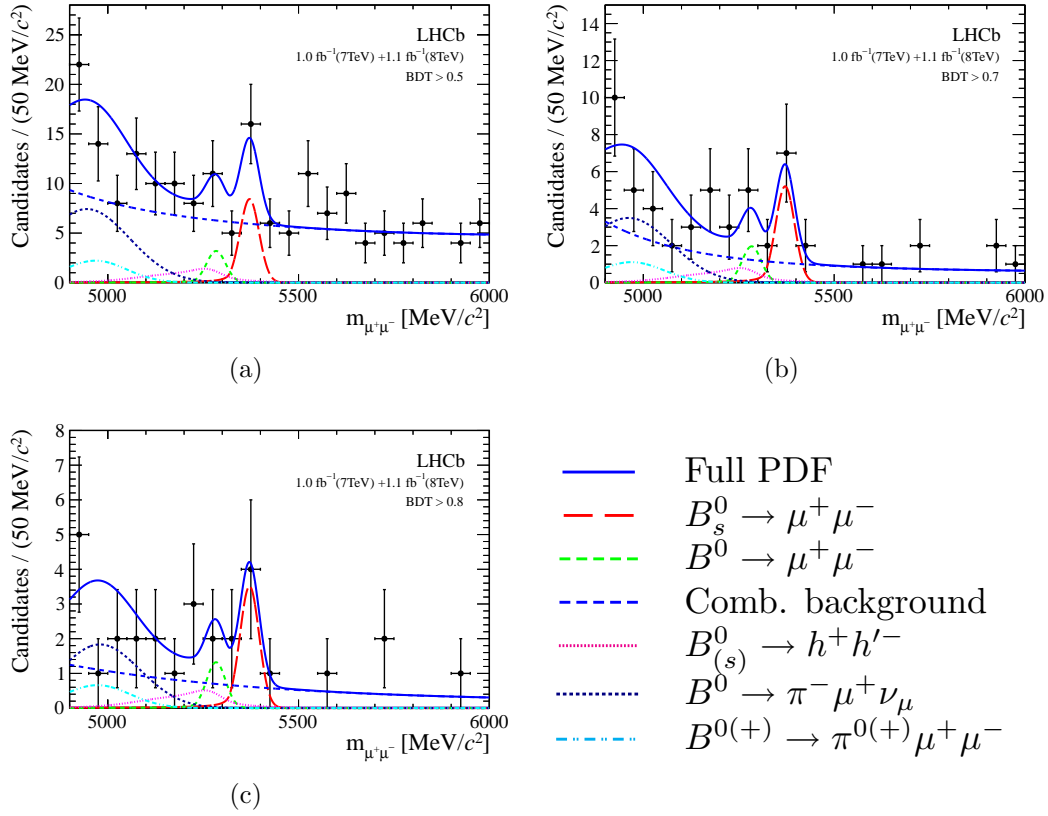 Candidates / (50 MeV/c²)
25
20
15
10
5
0
LHCb
1.0 fb⁻¹(7TeV) +1.1 fb⁻¹(8TeV)
BDT > 0.5
5000 5500 6000
m_μ⁺μ⁻ [MeV/c²]
(a)
Candidates / (50 MeV/c²)
14
12
10
8
6
4
2
0
LHCb
1.0 fb⁻¹(7TeV) +1.1 fb⁻¹(8TeV)
BDT > 0.7
5000 5500 6000
m_μ⁺μ⁻ [MeV/c²]
(b)
Candidates / (50 MeV/c²)
8
7
6
5
4
3
2
1
0
LHCb
1.0 fb⁻¹(7TeV) +1.1 fb⁻¹(8TeV)
BDT > 0.8
5000 5500 6000
m_μ⁺μ⁻ [MeV/c²]
(c)
Full PDF
B⁰_s → μ⁺μ⁻
B⁰ → μ⁺μ⁻
Comb. background
B⁰_(s) → h⁺h′⁻
B⁰ → π⁻μ⁺ν_μ
B⁰⁽⁺⁾ → π⁰⁽⁺⁾μ⁺μ⁻